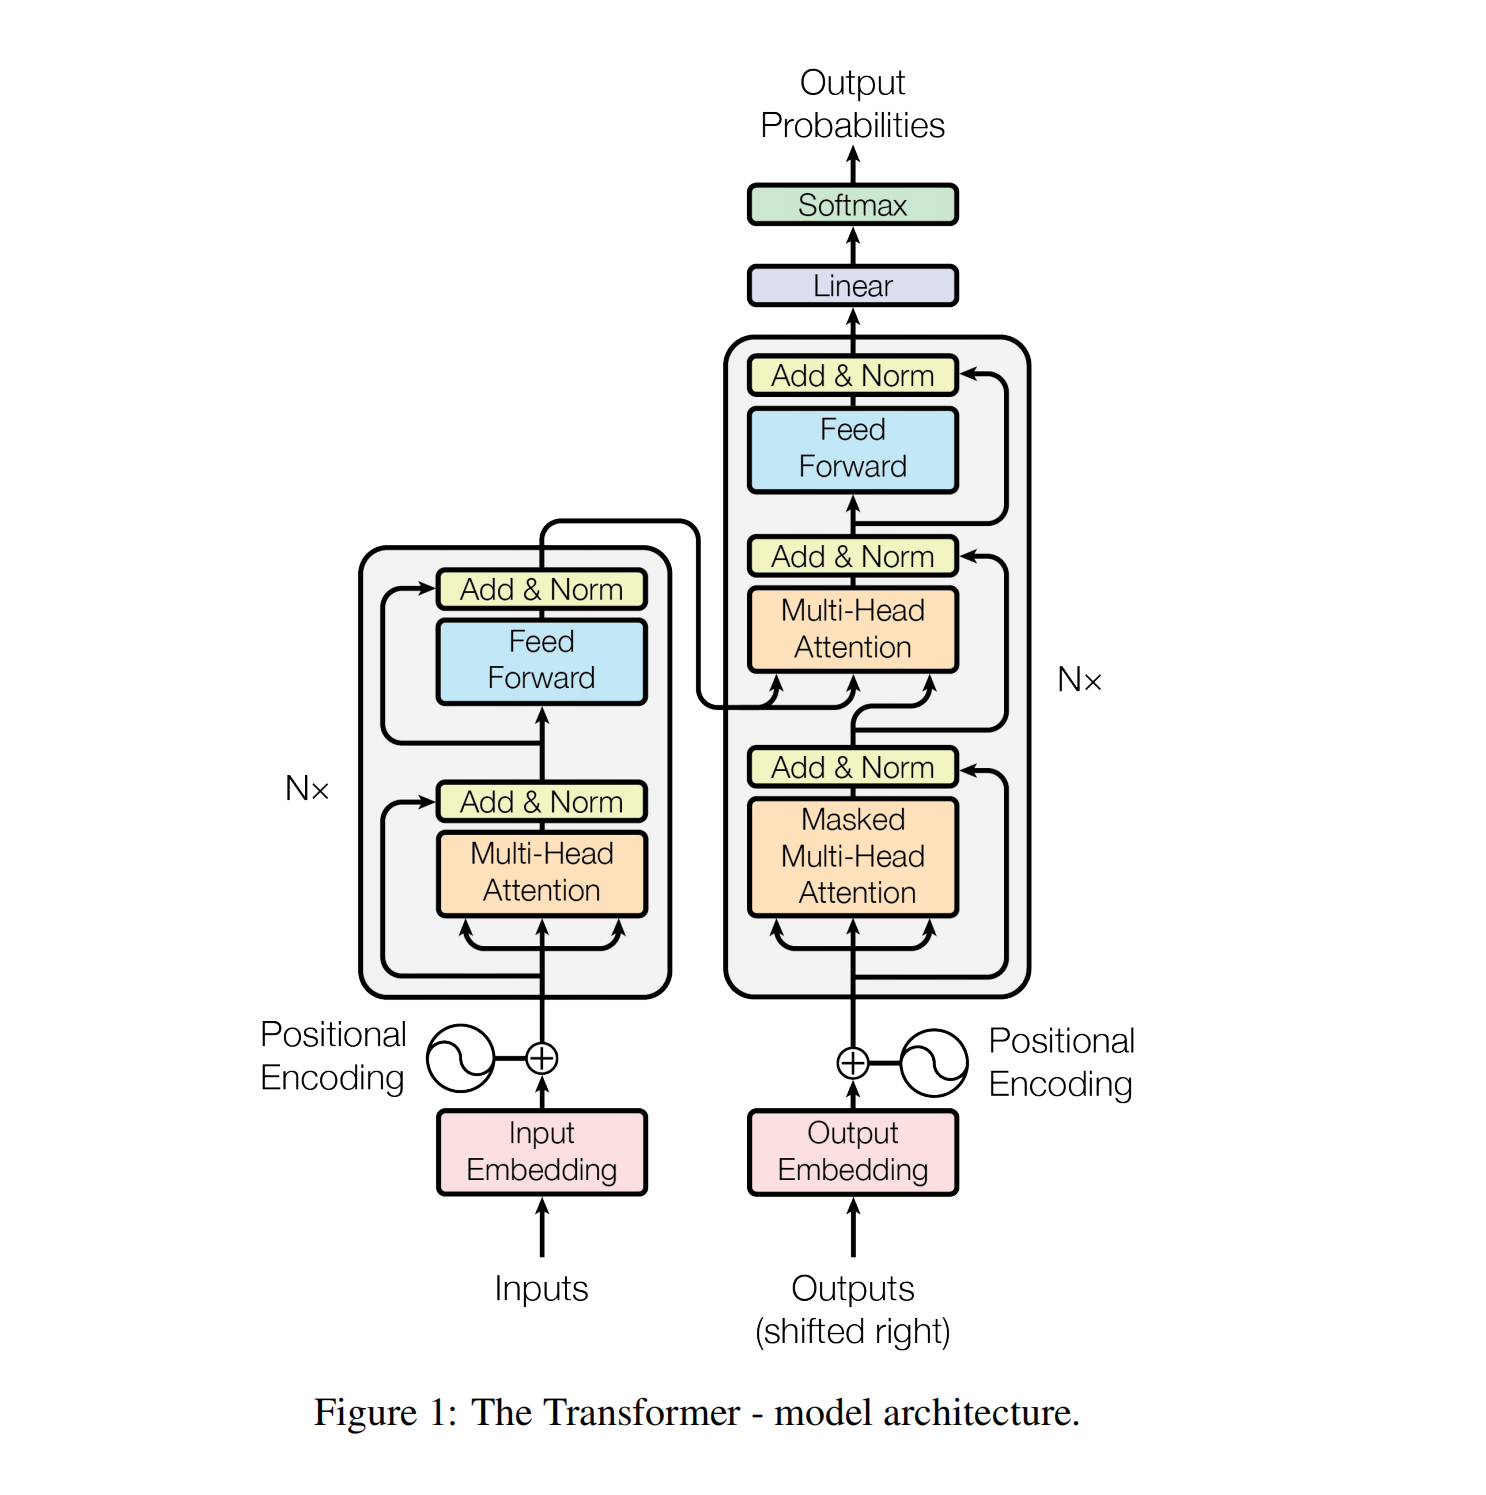 Output
Probabilities
Softmax
Linear
Add & Norm
Feed
Forward
Add & Norm
Multi-Head
Attention
Add & Norm
Masked
Multi-Head
Attention
N×
Add & Norm
Feed
Forward
Add & Norm
Multi-Head
Attention
N×
Positional
Encoding
Positional
Encoding
Input
Embedding
Output
Embedding
Inputs
Outputs
(shifted right)
Figure 1: The Transformer - model architecture.